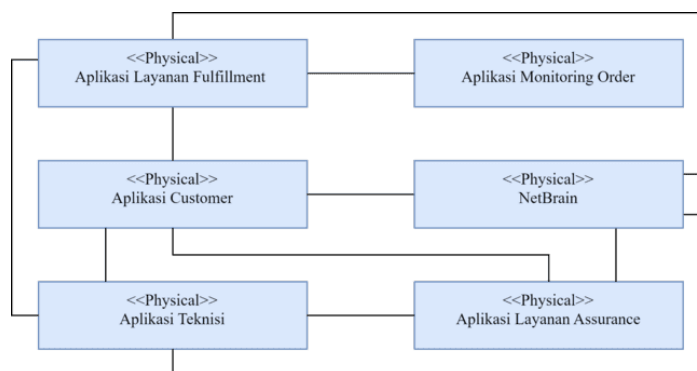 <<Physical>>
Aplikasi Layanan Fulfillment
<<Physical>>
Aplikasi Monitoring Order
<<Physical>>
Aplikasi Customer
<<Physical>>
NetBrain
<<Physical>>
Aplikasi Teknisi
<<Physical>>
Aplikasi Layanan Assurance